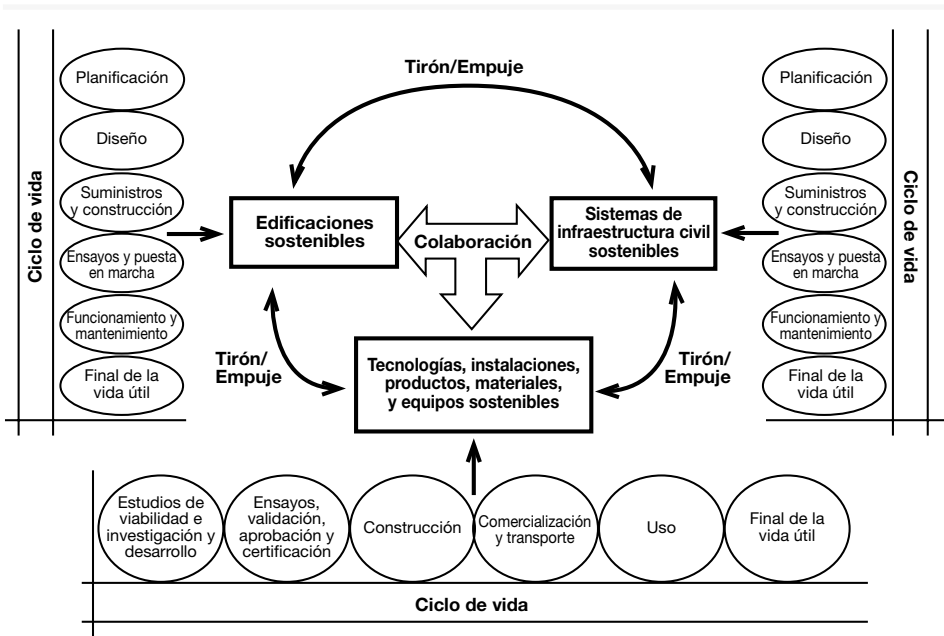 Tirón/Empuje
Planificación
Diseño
Suministros
y construcción
Ensayos y puesta
en marcha
Funcionamiento y
mantenimiento
Final de la
vida útil
Ciclo de vida
Edificaciones
sostenibles
Colaboración
Sistemas de
infraestructura civil
sostenibles
Planificación
Diseño
Suministros
y construcción
Ensayos y puesta
en marcha
Funcionamiento y
mantenimiento
Final de la
vida útil
Ciclo de vida
Tirón/
Empuje
Tecnologías, instalaciones,
productos, materiales,
y equipos sostenibles
Tirón/
Empuje
Estudios de
viabilidad e
investigación y
desarrollo
Ensayos,
validación,
aprobación y
certificación
Construcción
Comercialización
y transporte
Uso
Final de la
vida útil
Ciclo de vida